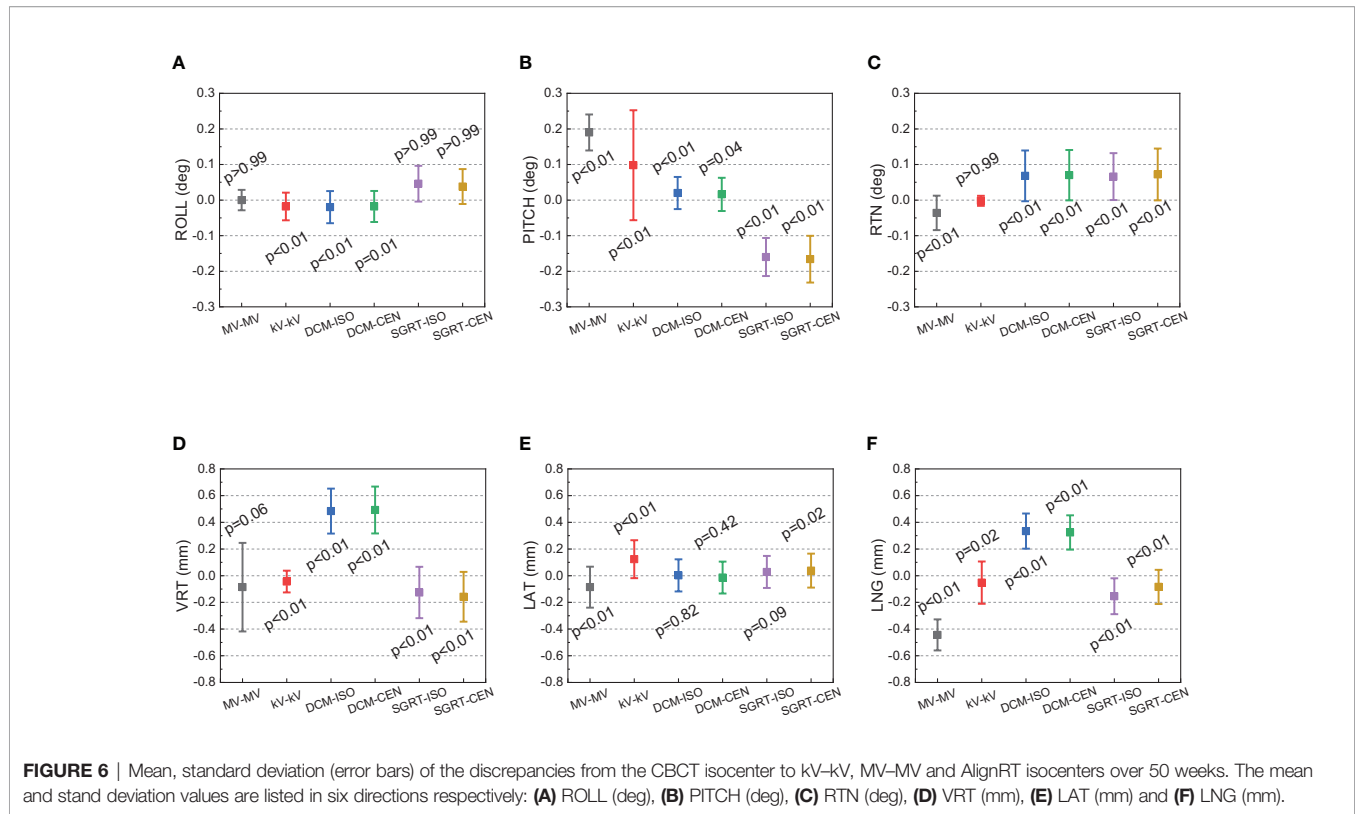 A
0.3
0.2
0.1
0.0
-0.1
-0.2
-0.3
ROLL (deg)
p>0.99
p<0.01
p<0.01
p=0.01
p>0.99
p>0.99
MV-MV
kV-kV
DCM-ISO
DCM-CEN
SGRT-ISO
SGRT-CEN
B
0.3
0.2
0.1
0.0
-0.1
-0.2
-0.3
PITCH (deg)
p<0.01
p<0.01
p<0.01
p=0.04
p<0.01
p<0.01
MV-MV
kV-kV
DCM-ISO
DCM-CEN
SGRT-ISO
SGRT-CEN
C
0.3
0.2
0.1
0.0
-0.1
-0.2
-0.3
RTN (deg)
p<0.01
p>0.99
p<0.01
p<0.01
p<0.01
p<0.01
MV-MV
kV-kV
DCM-ISO
DCM-CEN
SGRT-ISO
SGRT-CEN
D
0.8
0.6
0.4
0.2
0.0
-0.2
-0.4
-0.6
-0.8
VRT (mm)
p=0.06
p<0.01
p<0.01
p<0.01
p<0.01
p<0.01
MV-MV
kV-kV
DCM-ISO
DCM-CEN
SGRT-ISO
SGRT-CEN
E
0.8
0.6
0.4
0.2
0.0
-0.2
-0.4
-0.6
-0.8
LAT (mm)
p<0.01
p<0.01
p=0.82
p=0.42
p=0.09
p=0.02
MV-MV
kV-kV
DCM-ISO
DCM-CEN
SGRT-ISO
SGRT-CEN
F
0.8
0.6
0.4
0.2
0.0
-0.2
-0.4
-0.6
-0.8
LNG (mm)
p<0.01
p=0.02
p<0.01
p<0.01
p<0.01
p<0.01
MV-MV
kV-kV
DCM-ISO
DCM-CEN
SGRT-ISO
SGRT-CEN
FIGURE 6 | Mean, standard deviation (error bars) of the discrepancies from the CBCT isocenter to kV–kV, MV–MV and AlignRT isocenters over 50 weeks. The mean
and stand deviation values are listed in six directions respectively: (A) ROLL (deg), (B) PITCH (deg), (C) RTN (deg), (D) VRT (mm), (E) LAT (mm) and (F) LNG (mm).